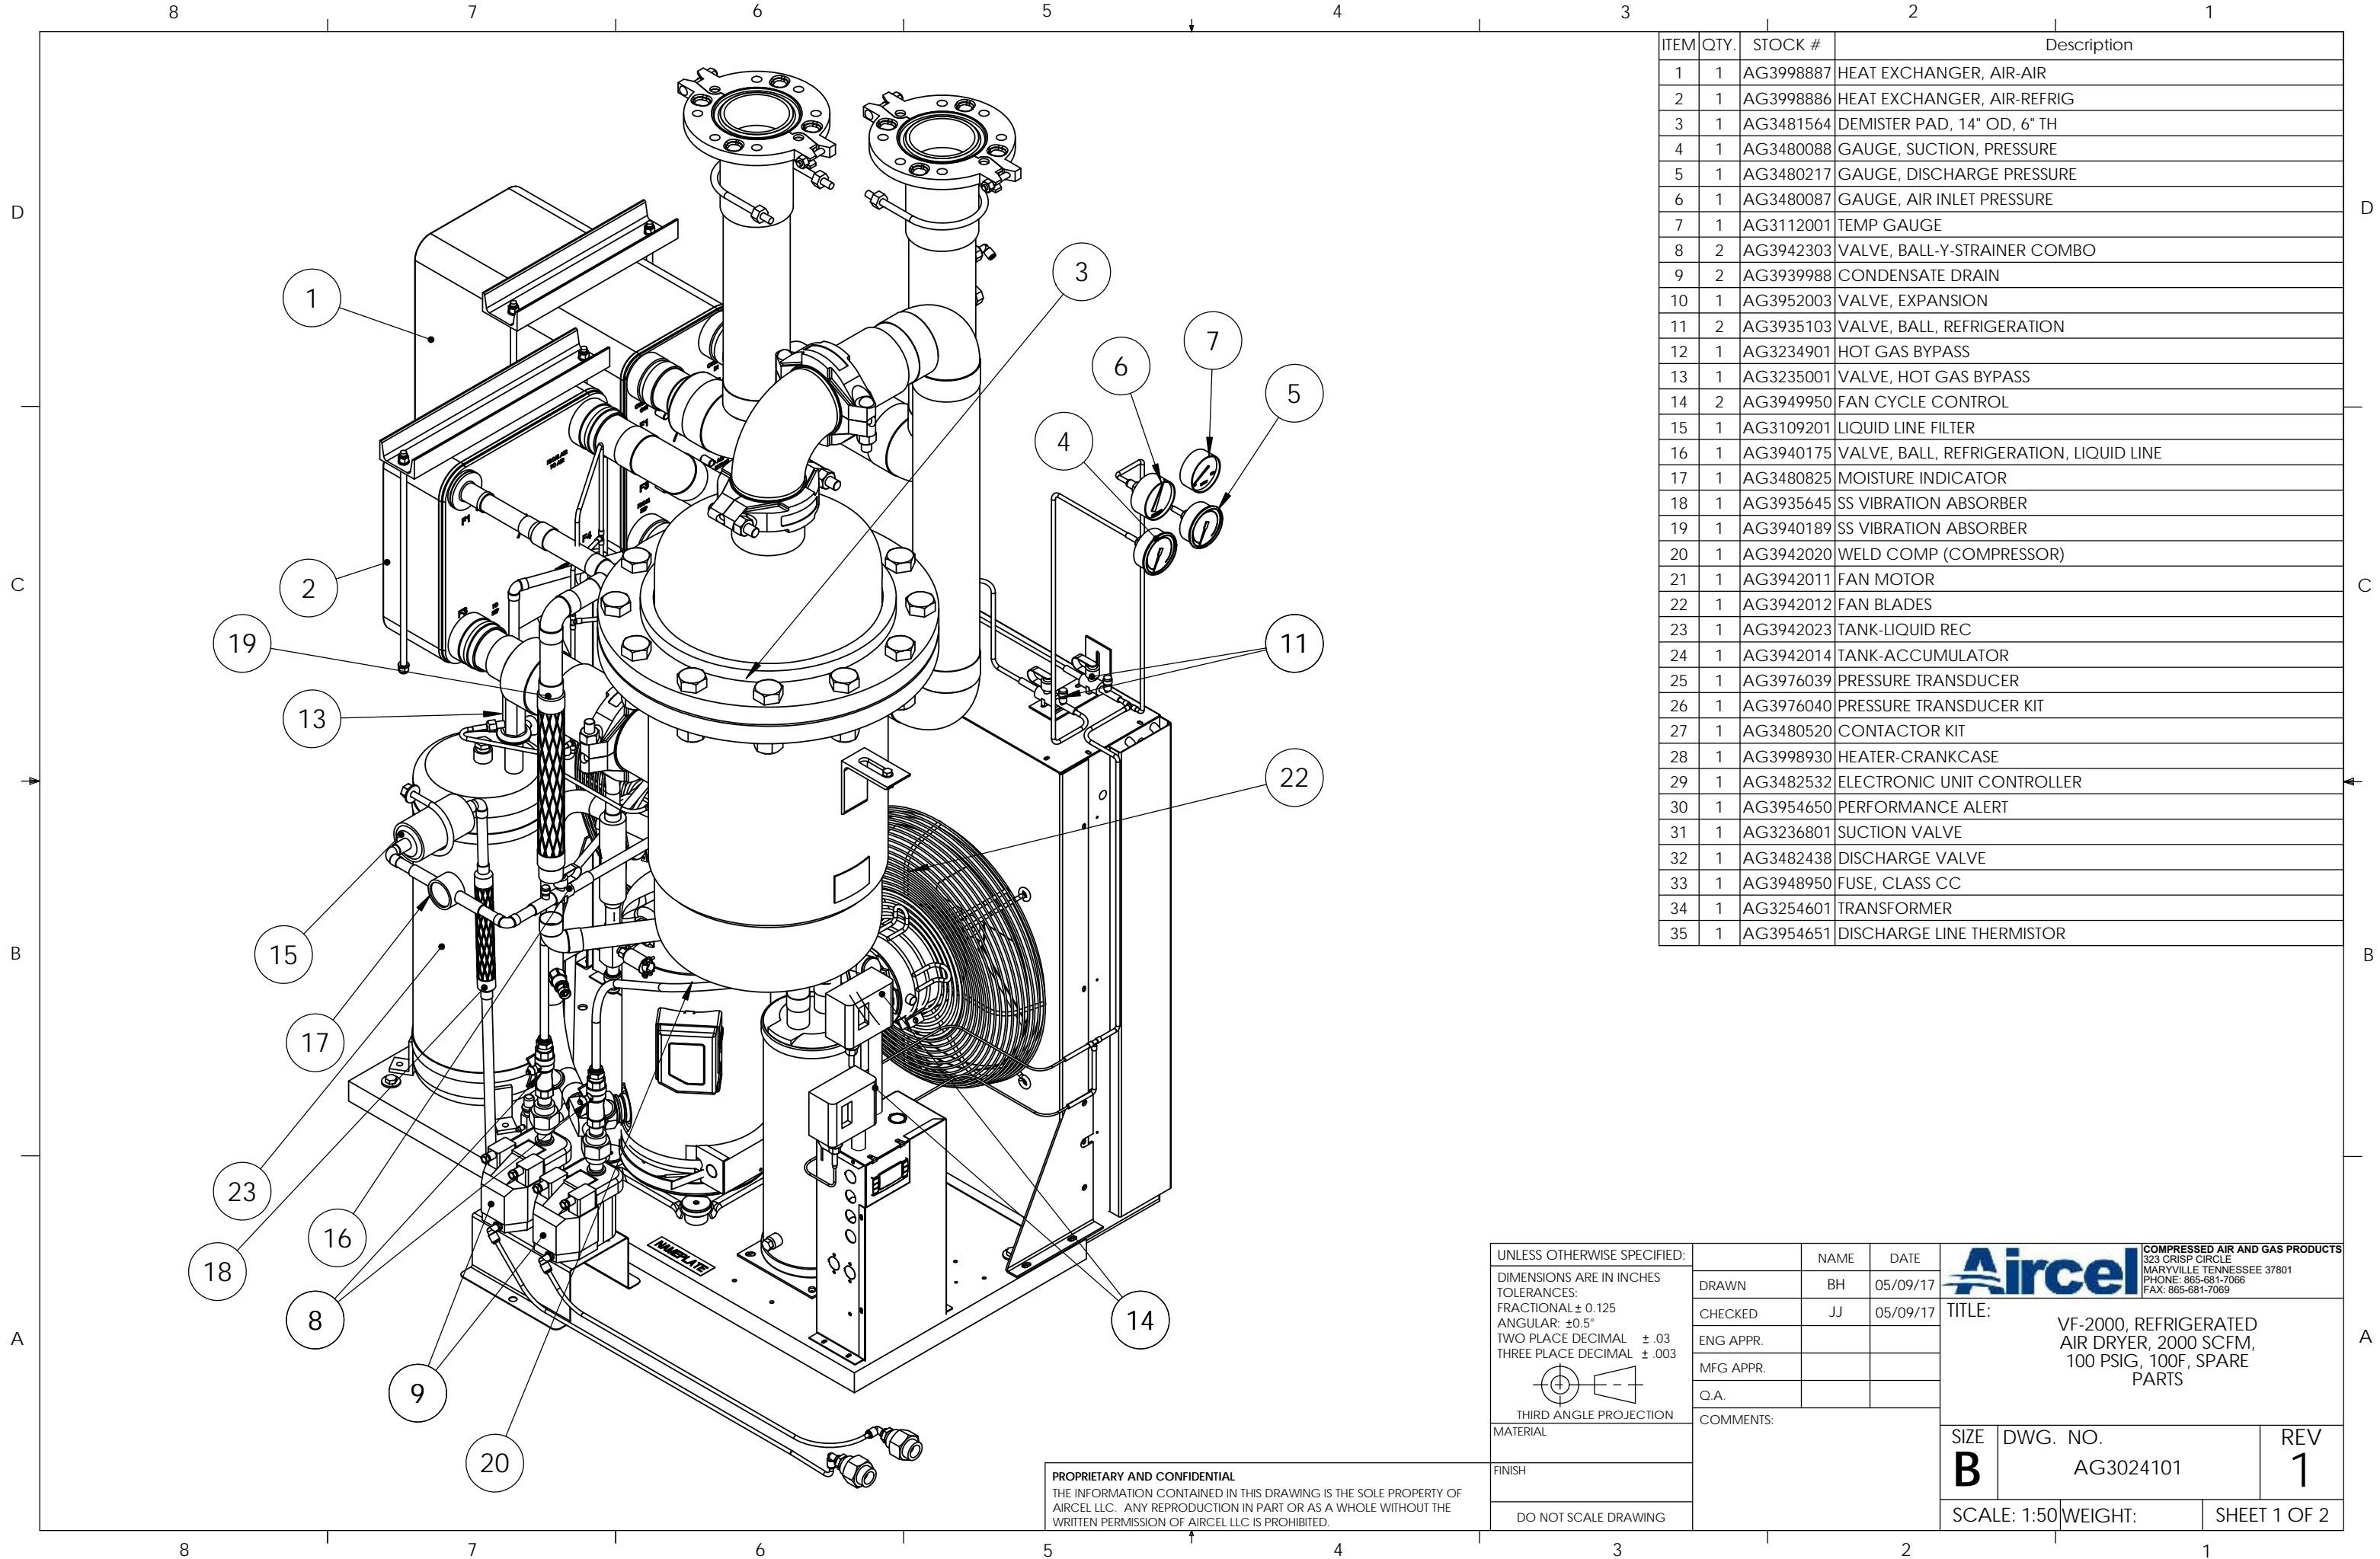 8 7 6 5 4 3 2 1
ITEM QTY. STOCK # Description
1 1 AG3998887 HEAT EXCHANGER, AIR-AIR
2 1 AG3998886 HEAT EXCHANGER, AIR-REFRIG
3 1 AG3481564 DEMISTER PAD, 14" OD, 6" TH
4 1 AG3480088 GAUGE, SUCTION, PRESSURE
5 1 AG3480217 GAUGE, DISCHARGE PRESSURE
6 1 AG3480087 GAUGE, AIR INLET PRESSURE
7 1 AG3112001 TEMP GAUGE
8 2 AG3942303 VALVE, BALL-Y-STRAINER COMBO
9 2 AG3939988 CONDENSATE DRAIN
10 1 AG3952003 VALVE, EXPANSION
11 2 AG3935103 VALVE, BALL, REFRIGERATION
12 1 AG3234901 HOT GAS BYPASS
13 1 AG3235001 VALVE, HOT GAS BYPASS
14 2 AG3949950 FAN CYCLE CONTROL
15 1 AG3109201 LIQUID LINE FILTER
16 1 AG3940175 VALVE, BALL, REFRIGERATION, LIQUID LINE
17 1 AG3480825 MOISTURE INDICATOR
18 1 AG3935645 SS VIBRATION ABSORBER
19 1 AG3940189 SS VIBRATION ABSORBER
20 1 AG3942020 WELD COMP (COMPRESSOR)
21 1 AG3942011 FAN MOTOR
22 1 AG3942012 FAN BLADES
23 1 AG3942023 TANK-LIQUID REC
24 1 AG3942014 TANK-ACCUMULATOR
25 1 AG3976039 PRESSURE TRANSDUCER
26 1 AG3976040 PRESSURE TRANSDUCER KIT
27 1 AG3480520 CONTACTOR KIT
28 1 AG3998930 HEATER-CRANKCASE
29 1 AG3482532 ELECTRONIC UNIT CONTROLLER
30 1 AG3954650 PERFORMANCE ALERT
31 1 AG3236801 SUCTION VALVE
32 1 AG3482438 DISCHARGE VALVE
33 1 AG3948950 FUSE, CLASS CC
34 1 AG3254601 TRANSFORMER
35 1 AG3954651 DISCHARGE LINE THERMISTOR
D D
C C
B B
A A
1
3
7
6
5
4
2
19
11
13
22
15
17
23
16
18
8
14
9
20
F1
F1
NAMEPLATE
UNLESS OTHERWISE SPECIFIED:
DIMENSIONS ARE IN INCHES
TOLERANCES:
FRACTIONAL ± 0.125
ANGULAR: ±0.5°
TWO PLACE DECIMAL ± .03
THREE PLACE DECIMAL ± .003
THIRD ANGLE PROJECTION
MATERIAL
FINISH
DO NOT SCALE DRAWING
NAME DATE
DRAWN BH 05/09/17
CHECKED JJ 05/09/17
ENG APPR.
MFG APPR.
Q.A.
COMMENTS:
Aircel
COMPRESSED AIR AND GAS PRODUCTS
323 CRISP CIRCLE
MARYVILLE TENNESSEE 37801
PHONE: 865-681-7066
FAX: 865-681-7069
TITLE:
VF-2000, REFRIGERATED
AIR DRYER, 2000 SCFM,
100 PSIG, 100F, SPARE
PARTS
SIZE DWG. NO. REV
B AG3024101 1
SCALE: 1:50 WEIGHT: SHEET 1 OF 2
PROPRIETARY AND CONFIDENTIAL
THE INFORMATION CONTAINED IN THIS DRAWING IS THE SOLE PROPERTY OF
AIRCEL LLC. ANY REPRODUCTION IN PART OR AS A WHOLE WITHOUT THE
WRITTEN PERMISSION OF AIRCEL LLC IS PROHIBITED.
8 7 6 5 4 3 2 1